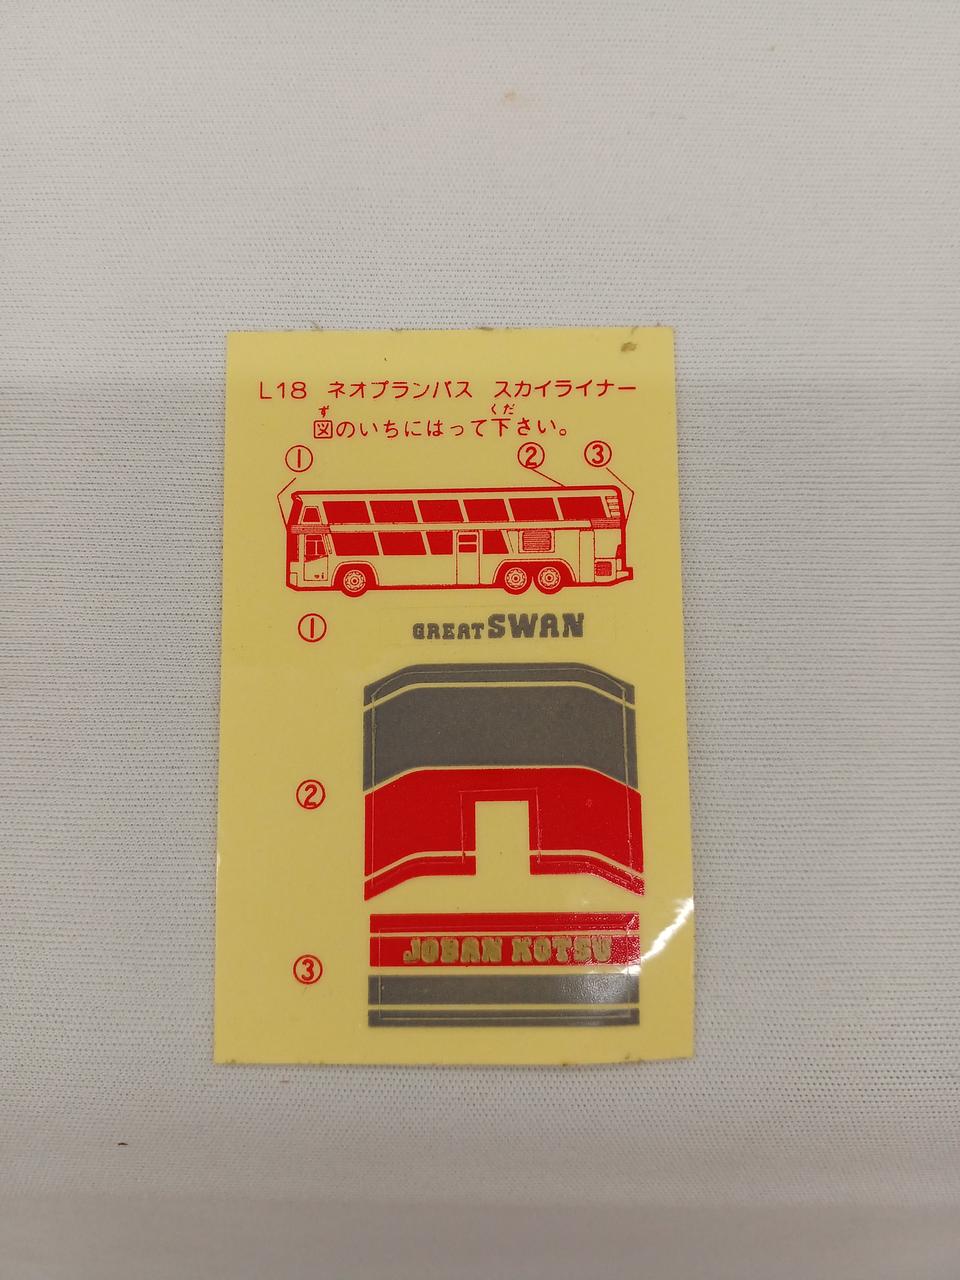 L18 ネオプランバス スカイライナー
ず くだ
図のいちにはって下さい。
① ② ③
① GREAT SWAN
②
③ JOBAN KOTSU